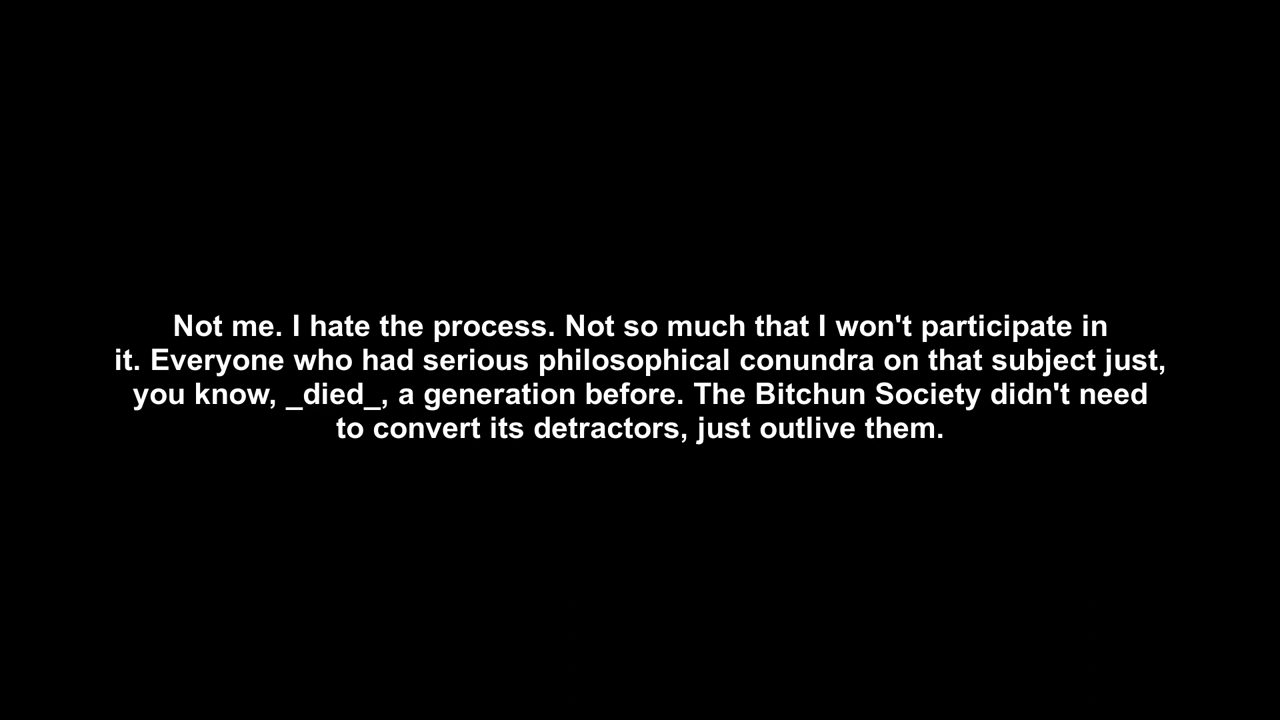 Not me. I hate the process. Not so much that I won't participate in
it. Everyone who had serious philosophical conundra on that subject just,
you know, _died_, a generation before. The Bitchun Society didn't need
to convert its detractors, just outlive them.